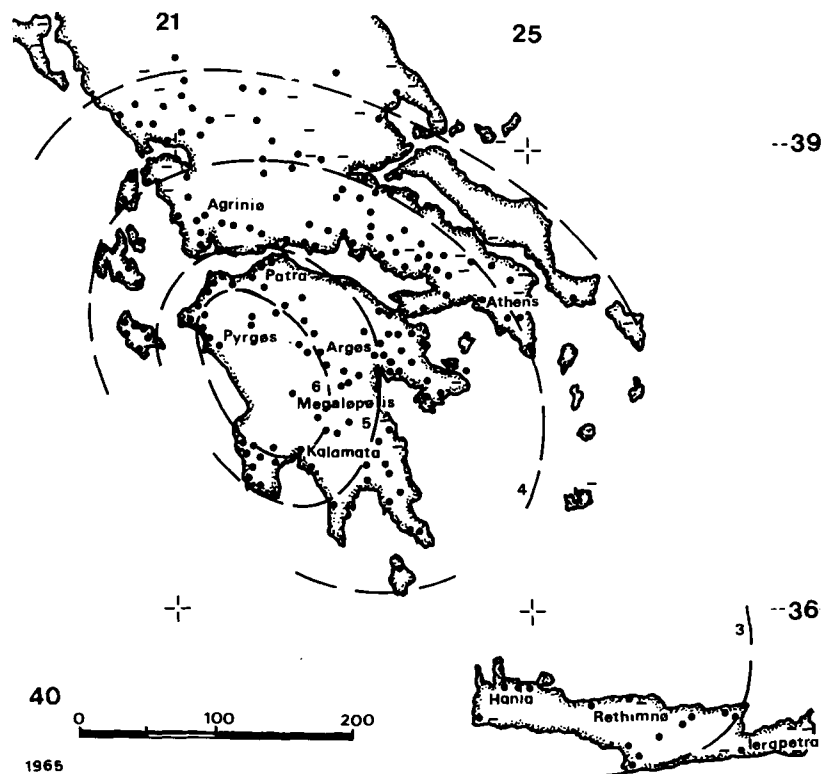 21
25
--39
Agriniø
Patra
Athens
Pyrgøs
Argøs
6
Megaløpølis
5
Kalamata
4
--36
3
40
Hania
Rethimnø
Ierapetra
0 100 200
1965